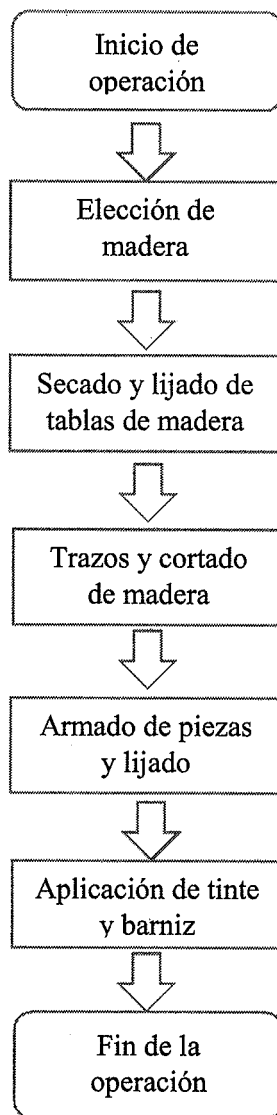 Inicio de
operación
Elección de
madera
Secado y lijado de
tablas de madera
Trazos y cortado
de madera
Armado de piezas
y lijado
Aplicación de tinte
y barniz
Fin de la
operación